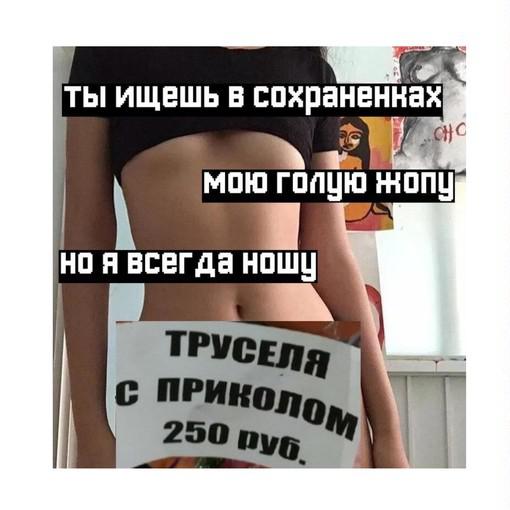 ты ищешь в сохраненках
мою голую жопу
но я всегда ношу
ТРУСЕЛЯ
С ПРИКОЛОМ
250 руб.